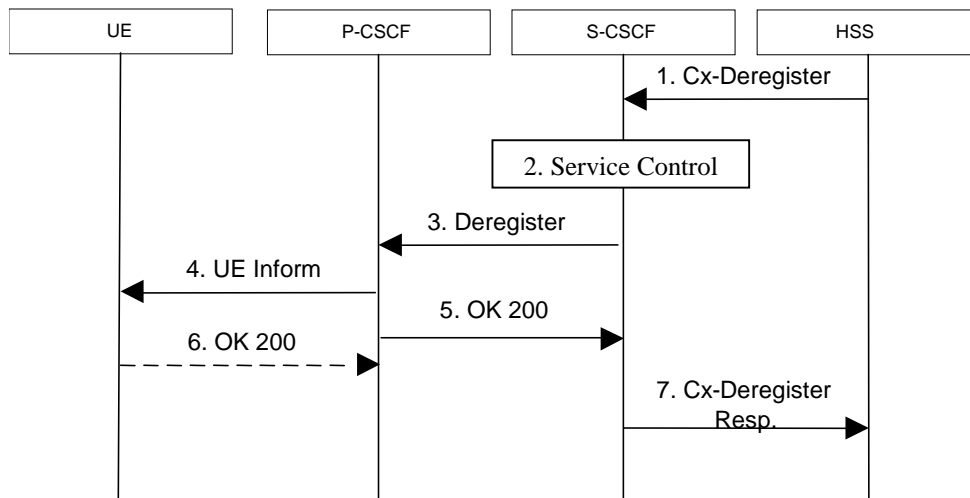 UE
P-CSCF
S-CSCF
HSS
1. Cx-Deregister
2. Service Control
3. Deregister
4. UE Inform
5. OK 200
6. OK 200
7. Cx-Deregister
Resp.